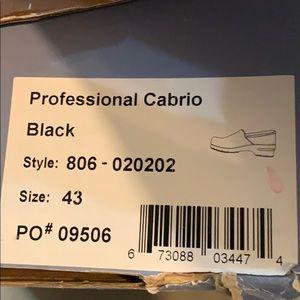 Professional Cabrio
Black
Style: 806 - 020202
Size: 43
PO# 09506
6 73088 03447 4